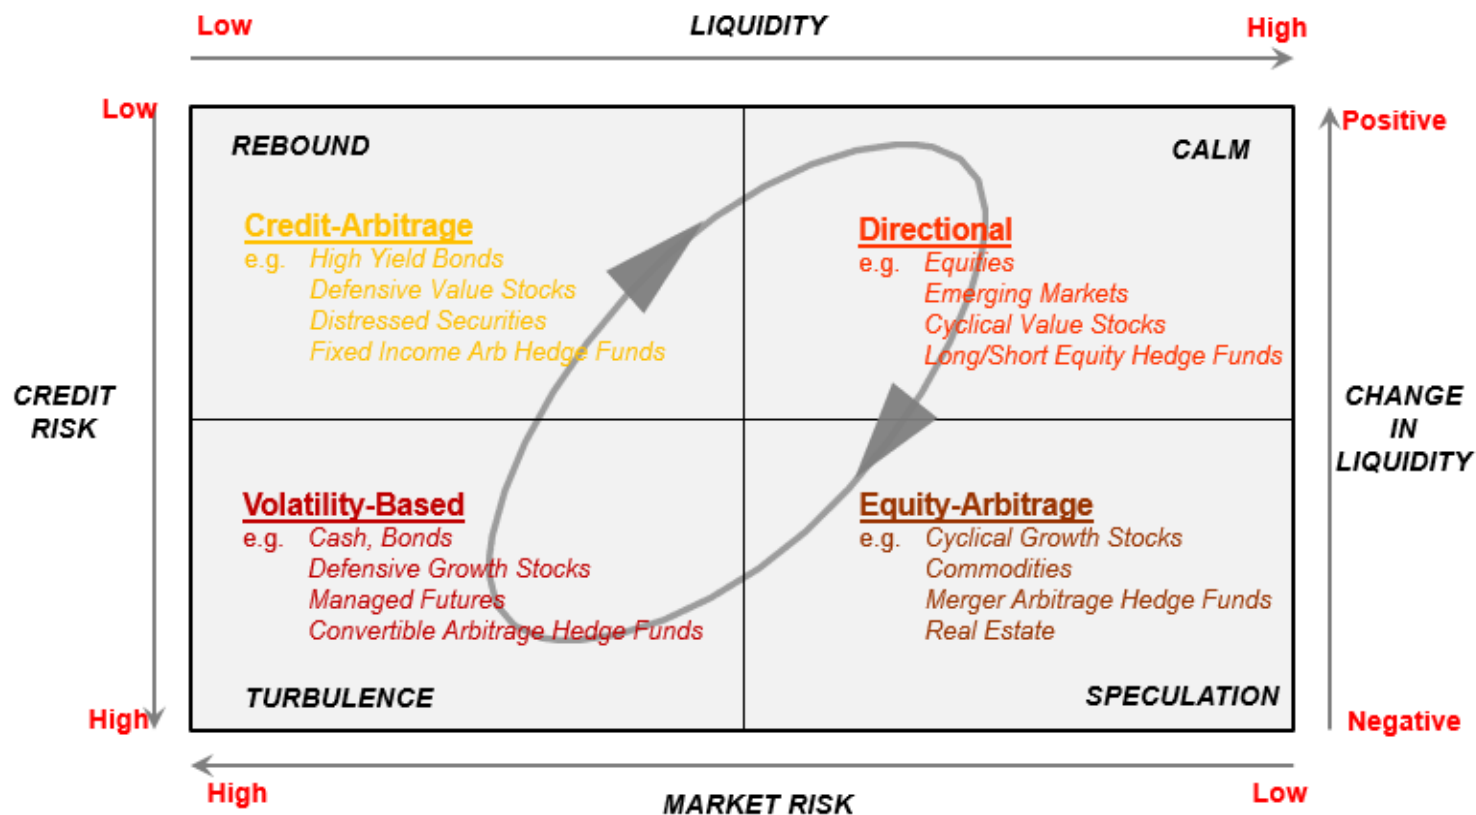 Low LIQUIDITY High
Low
Positive
REBOUND
CALM
Credit-Arbitrage
e.g. High Yield Bonds
Defensive Value Stocks
Distressed Securities
Fixed Income Arb Hedge Funds
Directional
e.g. Equities
Emerging Markets
Cyclical Value Stocks
Long/Short Equity Hedge Funds
CREDIT
RISK
CHANGE
IN
LIQUIDITY
Volatility-Based
e.g. Cash, Bonds
Defensive Growth Stocks
Managed Futures
Convertible Arbitrage Hedge Funds
Equity-Arbitrage
e.g. Cyclical Growth Stocks
Commodities
Merger Arbitrage Hedge Funds
Real Estate
TURBULENCE
SPECULATION
High
Negative
High MARKET RISK Low